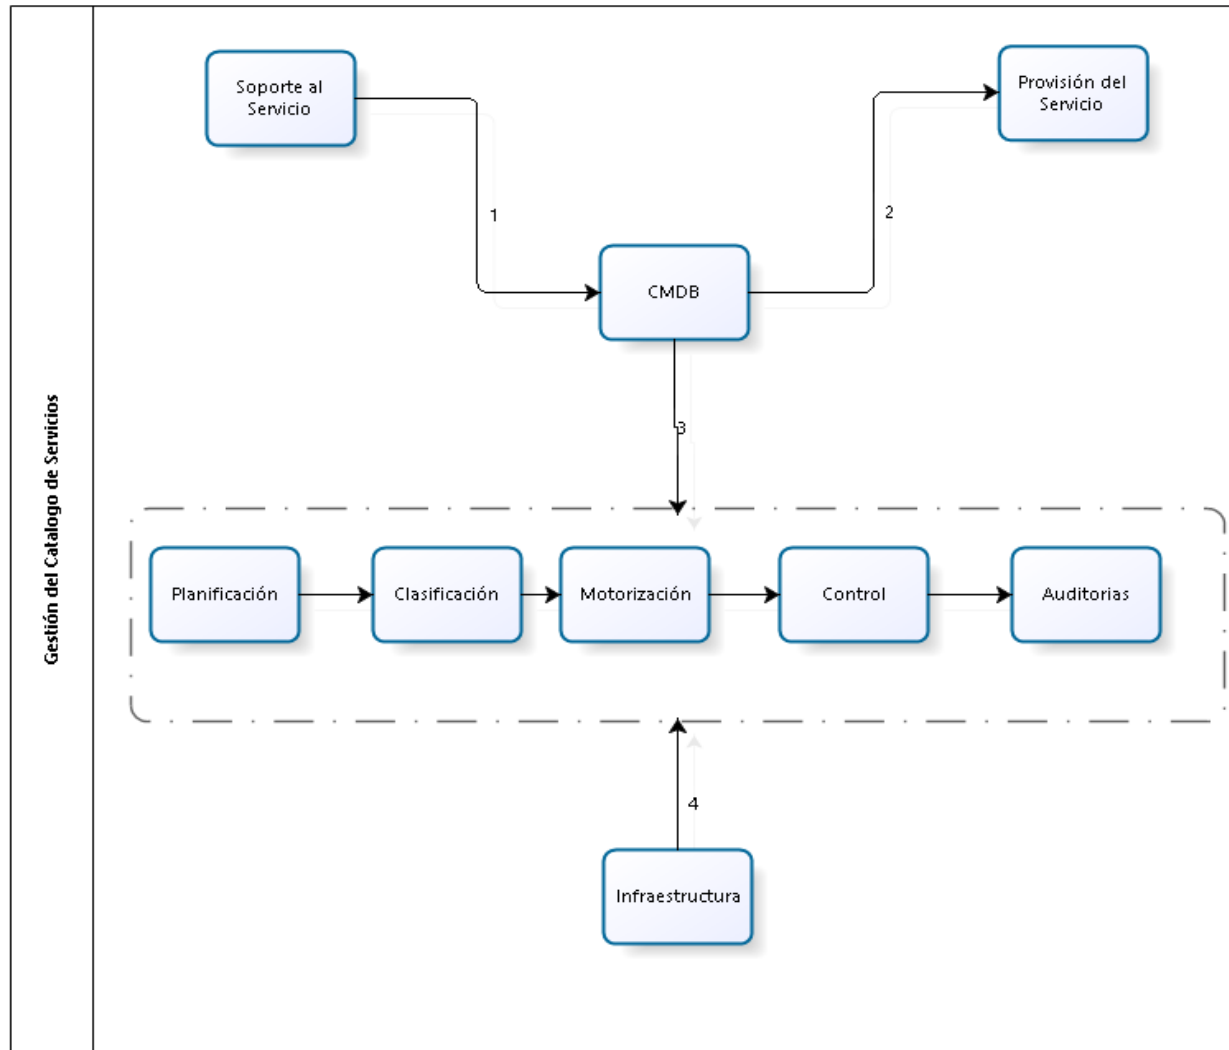 Gestión del Catalogo de Servicios
Soporte al
Servicio
Provisión del
Servicio
1
2
CMDB
3
Planificación
Clasificación
Motorización
Control
Auditorias
4
Infraestructura